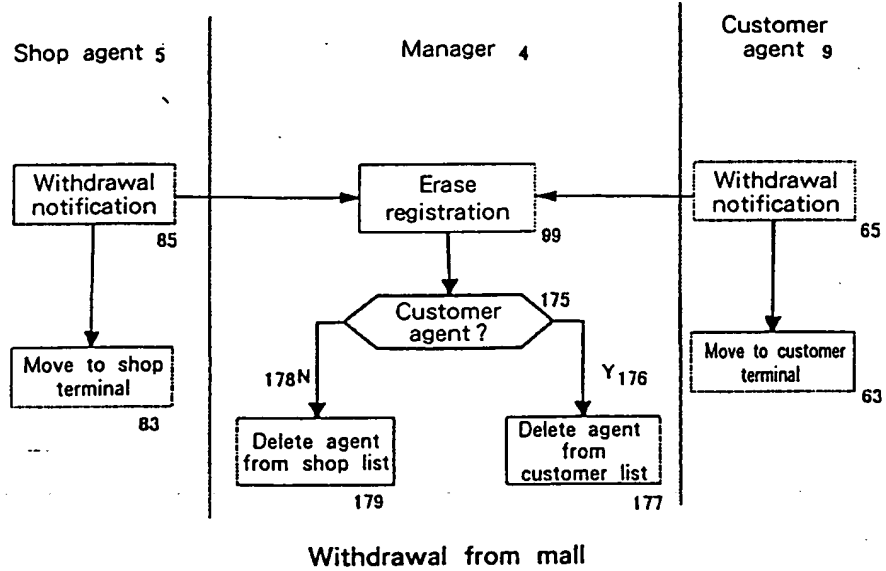 Shop agent 5
Manager 4
Customer
agent 9
Withdrawal
notification
85
Erase
registration
99
Withdrawal
notification
65
Customer
agent?
175
Move to shop
terminal
83
Move to customer
terminal
63
178N
Y176
Delete agent
from shop list
179
Delete agent
from
customer list
177
Withdrawal from mall